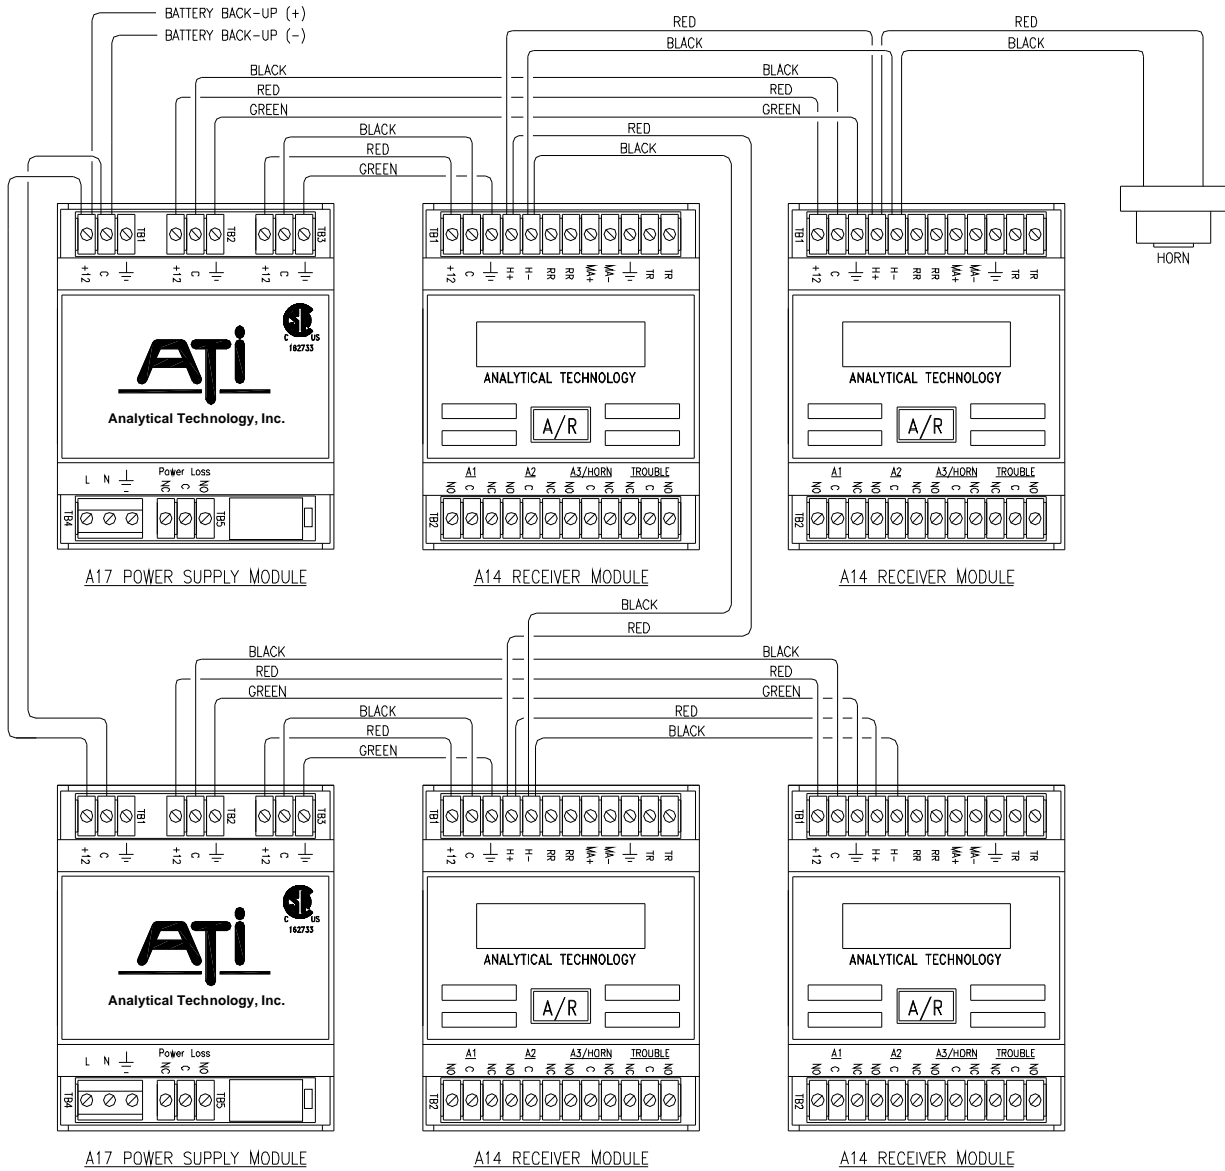 BATTERY BACK-UP (+)
BATTERY BACK-UP (-)
RED
RED
BLACK
BLACK
BLACK
BLACK
RED
RED
GREEN
GREEN
BLACK
RED
RED
BLACK
GREEN
TB1
TB2
TB3
TB1
TB1
HORN
+12 C
+12 C
+12 C
+12 C H+ H- RR RR MA+ MA- TR TR
+12 C H+ H- RR RR MA+ MA- TR TR
C US
182733
ATi
Analytical Technology, Inc.
ANALYTICAL TECHNOLOGY
ANALYTICAL TECHNOLOGY
A/R
A/R
L N
Power Loss
NC C NO
A1 A2 A3/HORN TROUBLE
NO C NC NO C NC NO C NC NC C NO
A1 A2 A3/HORN TROUBLE
NO C NC NO C NC NO C NC NC C NO
TB4
TB5
TB2
TB2
A17 POWER SUPPLY MODULE
A14 RECEIVER MODULE
A14 RECEIVER MODULE
BLACK
RED
BLACK
BLACK
RED
RED
GREEN
GREEN
BLACK
RED
RED
BLACK
GREEN
TB1
TB2
TB3
TB1
TB1
+12 C
+12 C
+12 C
+12 C H+ H- RR RR MA+ MA- TR TR
+12 C H+ H- RR RR MA+ MA- TR TR
C US
162733
ATi
Analytical Technology, Inc.
ANALYTICAL TECHNOLOGY
ANALYTICAL TECHNOLOGY
A/R
A/R
L N
Power Loss
NC C NO
A1 A2 A3/HORN TROUBLE
NO C NC NO C NC NO C NC NC C NO
A1 A2 A3/HORN TROUBLE
NO C NC NO C NC NO C NC NC C NO
TB4
TB5
TB2
TB2
A17 POWER SUPPLY MODULE
A14 RECEIVER MODULE
A14 RECEIVER MODULE